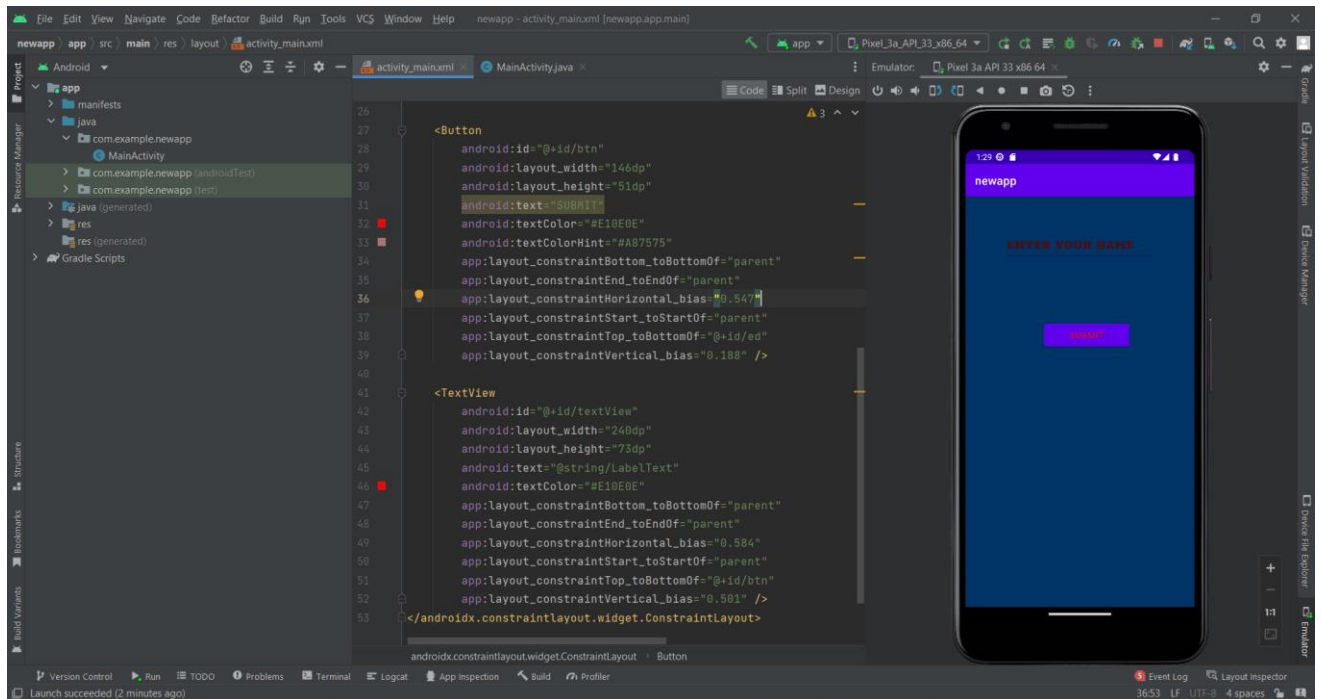 File Edit View Navigate Code Refactor Build Run Tools VCS Window Help newapp - activity_main.xml [newapp.app.main]
newapp app src main res layout activity_main.xml
app Pixel_3a_API_33_x86_64
Android
activity_main.xml MainActivity.java
Emulator: Pixel 3a API 33 x86 64
Code Split Design
Project
Resource Manager
Structure
Bookmarks
Build Variants
app
manifests
java
com.example.newapp
MainActivity
com.example.newapp (androidTest)
com.example.newapp (test)
java (generated)
res
res (generated)
Gradle Scripts
3
26
27 <Button
28 android:id="@+id/btn"
29 android:layout_width="146dp"
30 android:layout_height="51dp"
31 android:text="SUBMIT"
32 android:textColor="#E10E0E"
33 android:textColorHint="#A87575"
34 app:layout_constraintBottom_toBottomOf="parent"
35 app:layout_constraintEnd_toEndOf="parent"
36 app:layout_constraintHorizontal_bias="0.547"
37 app:layout_constraintStart_toStartOf="parent"
38 app:layout_constraintTop_toBottomOf="@+id/ed"
39 app:layout_constraintVertical_bias="0.188" />
40
41 <TextView
42 android:id="@+id/textView"
43 android:layout_width="240dp"
44 android:layout_height="73dp"
45 android:text="@string/LabelText"
46 android:textColor="#E10E0E"
47 app:layout_constraintBottom_toBottomOf="parent"
48 app:layout_constraintEnd_toEndOf="parent"
49 app:layout_constraintHorizontal_bias="0.584"
50 app:layout_constraintStart_toStartOf="parent"
51 app:layout_constraintTop_toBottomOf="@+id/btn"
52 app:layout_constraintVertical_bias="0.501" />
53 </androidx.constraintlayout.widget.ConstraintLayout>
androidx.constraintlayout.widget.ConstraintLayout Button
1:29
newapp
ENTER YOUR NAME
SUBMIT
1:1
Gradle
Layout Validation
Device Manager
Device File Explorer
Emulator
Version Control Run TODO Problems Terminal Logcat App Inspection Build Profiler
5 Event Log Layout Inspector
Launch succeeded (2 minutes ago)
36:53 LF UTF-8 4 spaces